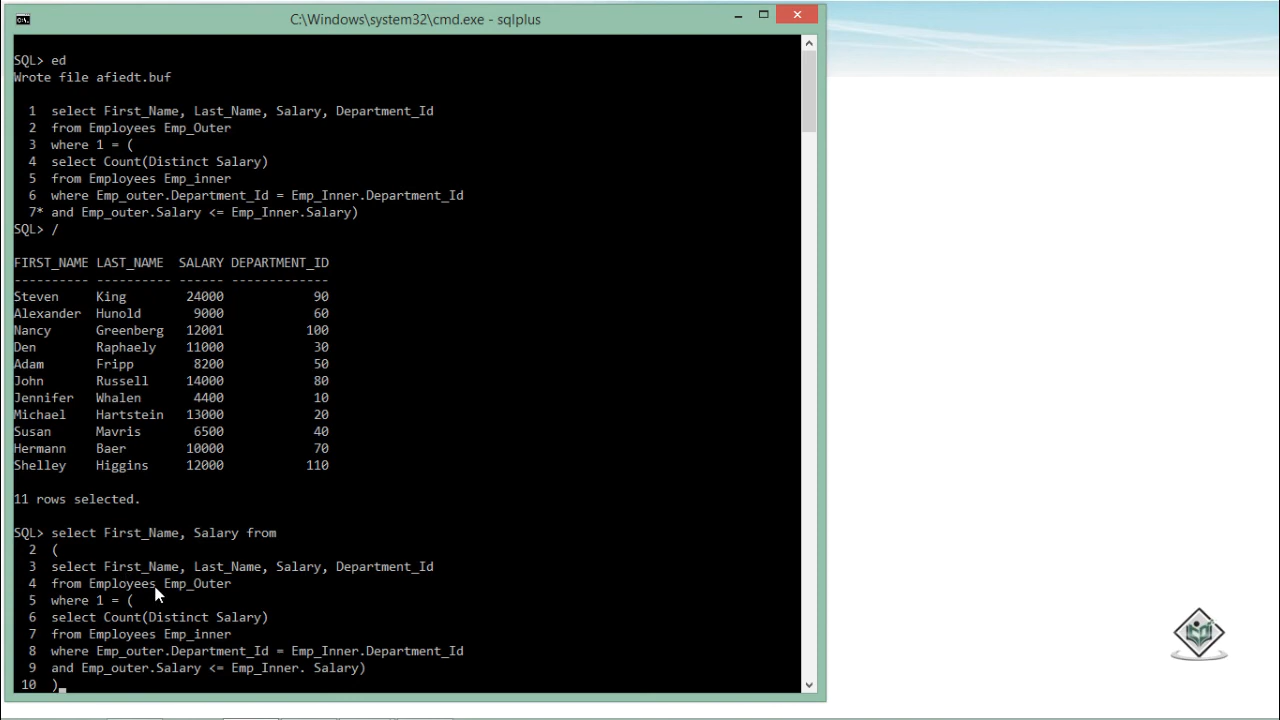 C:\Windows\system32\cmd.exe - sqlplus
SQL> ed
Wrote file afiedt.buf
1 select First_Name, Last_Name, Salary, Department_Id
2 from Employees Emp_Outer
3 where 1 = (
4 select Count(Distinct Salary)
5 from Employees Emp_inner
6 where Emp_outer.Department_Id = Emp_Inner.Department_Id
7* and Emp_outer.Salary <= Emp_Inner.Salary)
SQL> /
FIRST_NAME LAST_NAME SALARY DEPARTMENT_ID
---------- ---------- ------ -------------
Steven King 24000 90
Alexander Hunold 9000 60
Nancy Greenberg 12001 100
Den Raphaely 11000 30
Adam Fripp 8200 50
John Russell 14000 80
Jennifer Whalen 4400 10
Michael Hartstein 13000 20
Susan Mavris 6500 40
Hermann Baer 10000 70
Shelley Higgins 12000 110
11 rows selected.
SQL> select First_Name, Salary from
2 (
3 select First_Name, Last_Name, Salary, Department_Id
4 from Employees Emp_Outer
5 where 1 = (
6 select Count(Distinct Salary)
7 from Employees Emp_inner
8 where Emp_outer.Department_Id = Emp_Inner.Department_Id
9 and Emp_outer.Salary <= Emp_Inner. Salary)
10 )